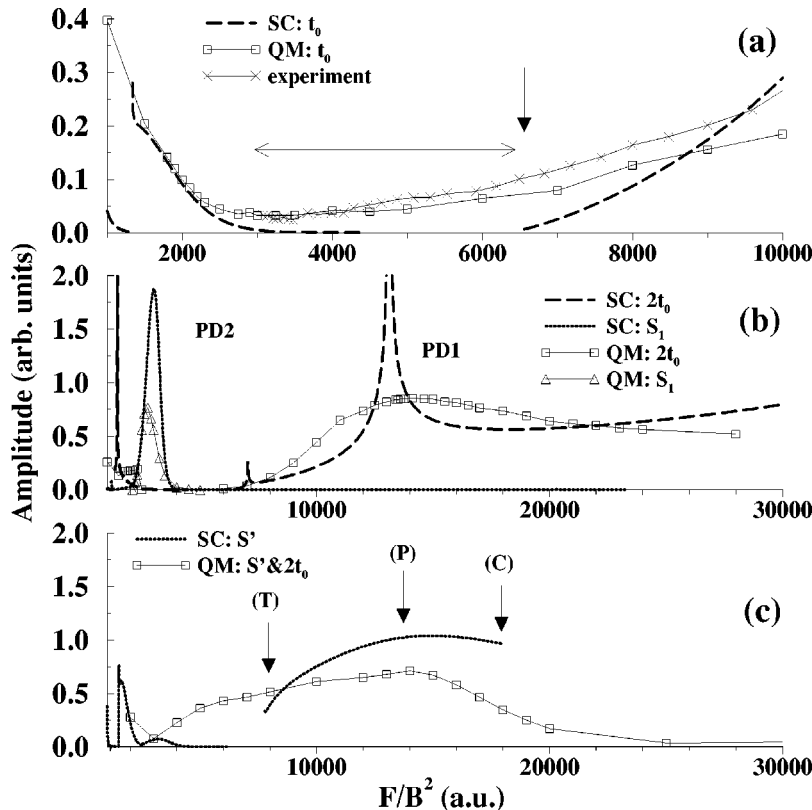 SC: t0
QM: t0
experiment
(a)
0.4
0.3
0.2
0.1
0.0
2000 4000 6000 8000 10000
Amplitude (arb. units)
2.0
1.5
1.0
0.5
0.0
PD2
PD1
SC: 2t0
SC: S1
QM: 2t0
QM: S1
(b)
10000 20000 30000
SC: S'
QM: S'&2t0
(T)
(P)
(C)
(c)
2.0
1.5
1.0
0.5
0.0
10000 20000 30000
F/B² (a.u.)